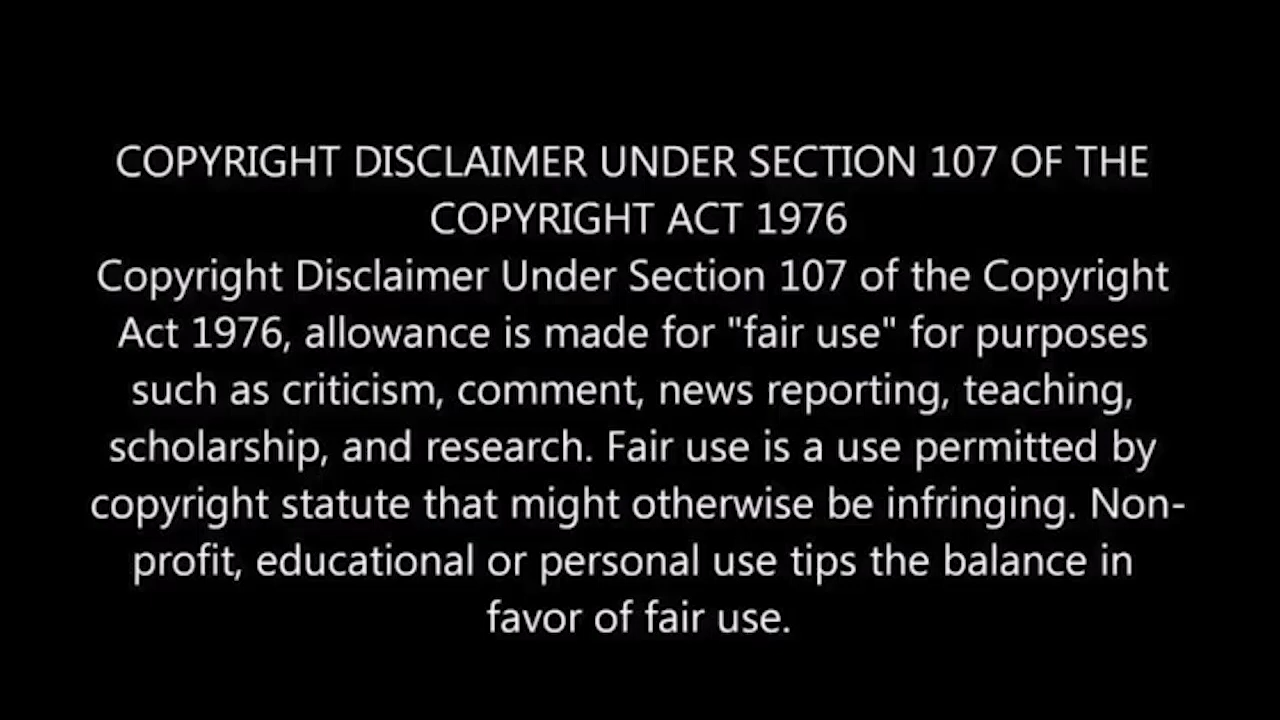 COPYRIGHT DISCLAIMER UNDER SECTION 107 OF THE
COPYRIGHT ACT 1976
Copyright Disclaimer Under Section 107 of the Copyright
Act 1976, allowance is made for "fair use" for purposes
such as criticism, comment, news reporting, teaching,
scholarship, and research. Fair use is a use permitted by
copyright statute that might otherwise be infringing. Non-
profit, educational or personal use tips the balance in
favor of fair use.